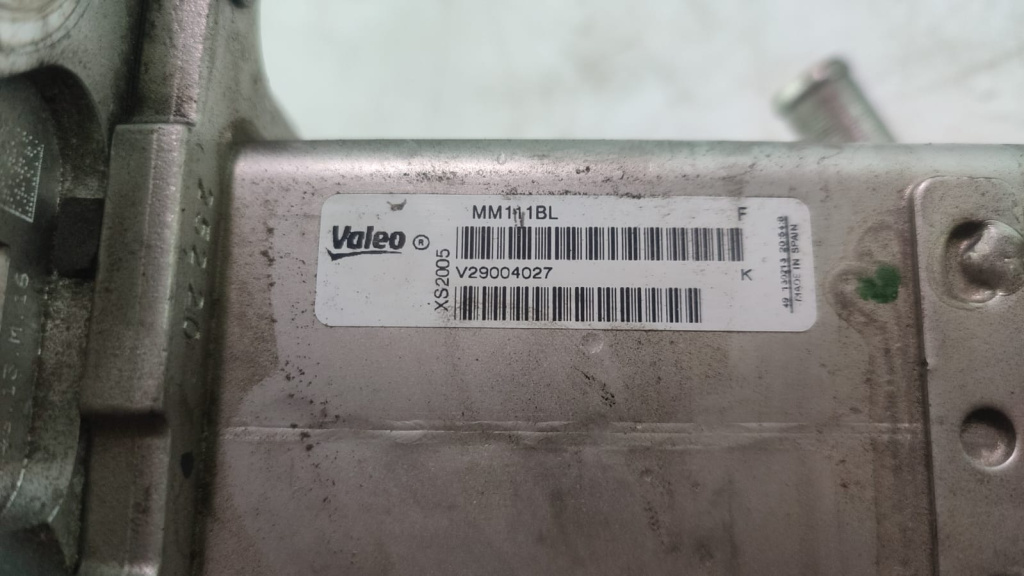 MM111BL
F
Valeo ®
XS2005
V29004027
K
MADE IN SPAIN